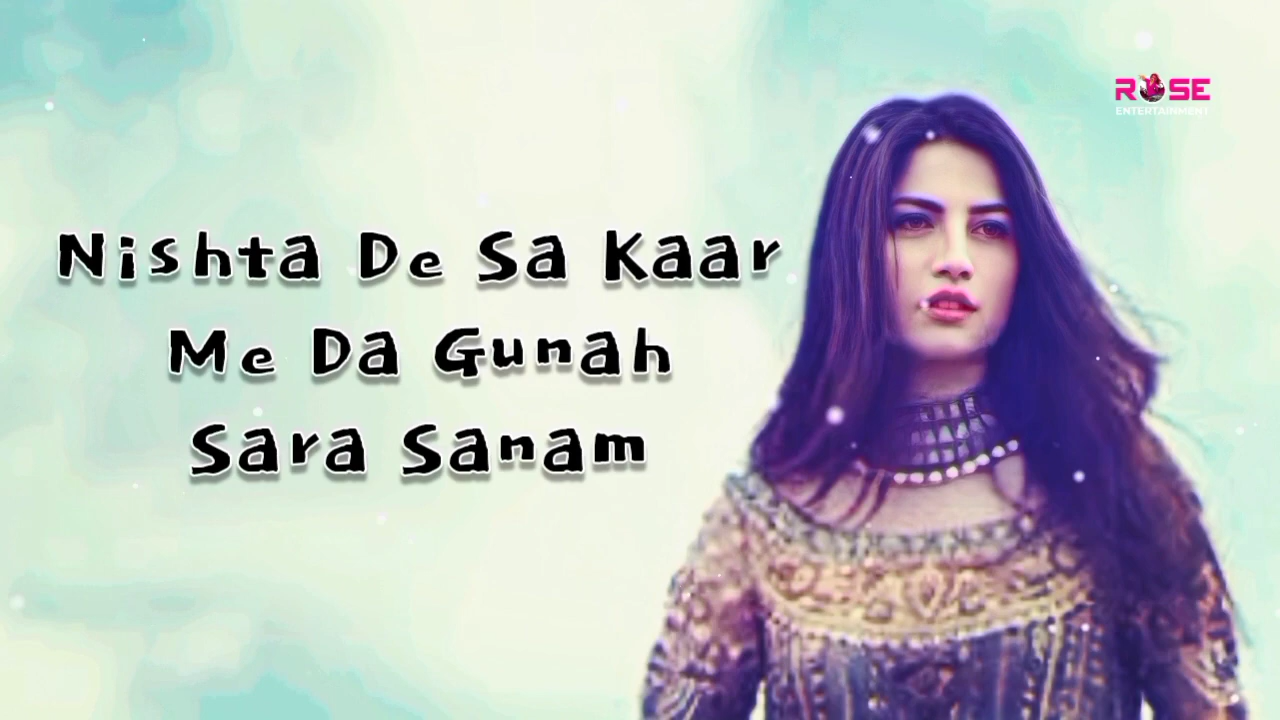 Nishta De Sa Kaar
Me Da Gunah
Sara Sanam
ROSE
ENTERTAINMENT